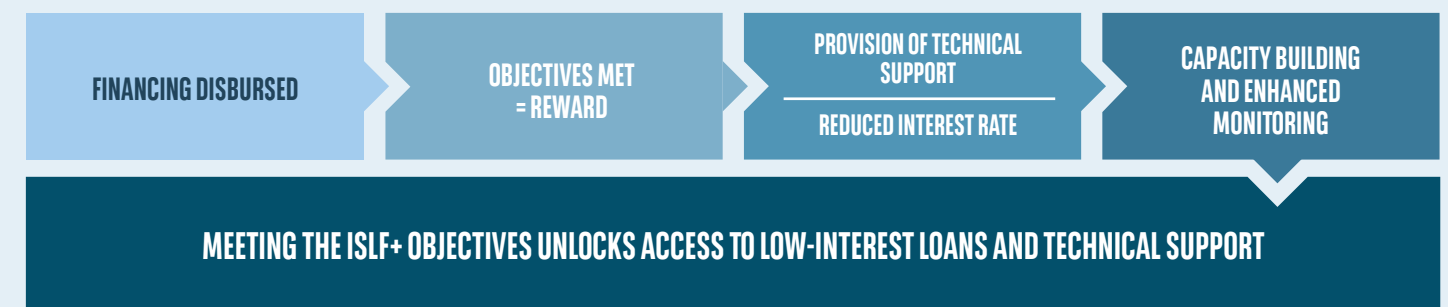 FINANCING DISBURSED
OBJECTIVES MET
= REWARD
PROVISION OF TECHNICAL
SUPPORT
REDUCED INTEREST RATE
CAPACITY BUILDING
AND ENHANCED
MONITORING
MEETING THE ISLF+ OBJECTIVES UNLOCKS ACCESS TO LOW-INTEREST LOANS AND TECHNICAL SUPPORT